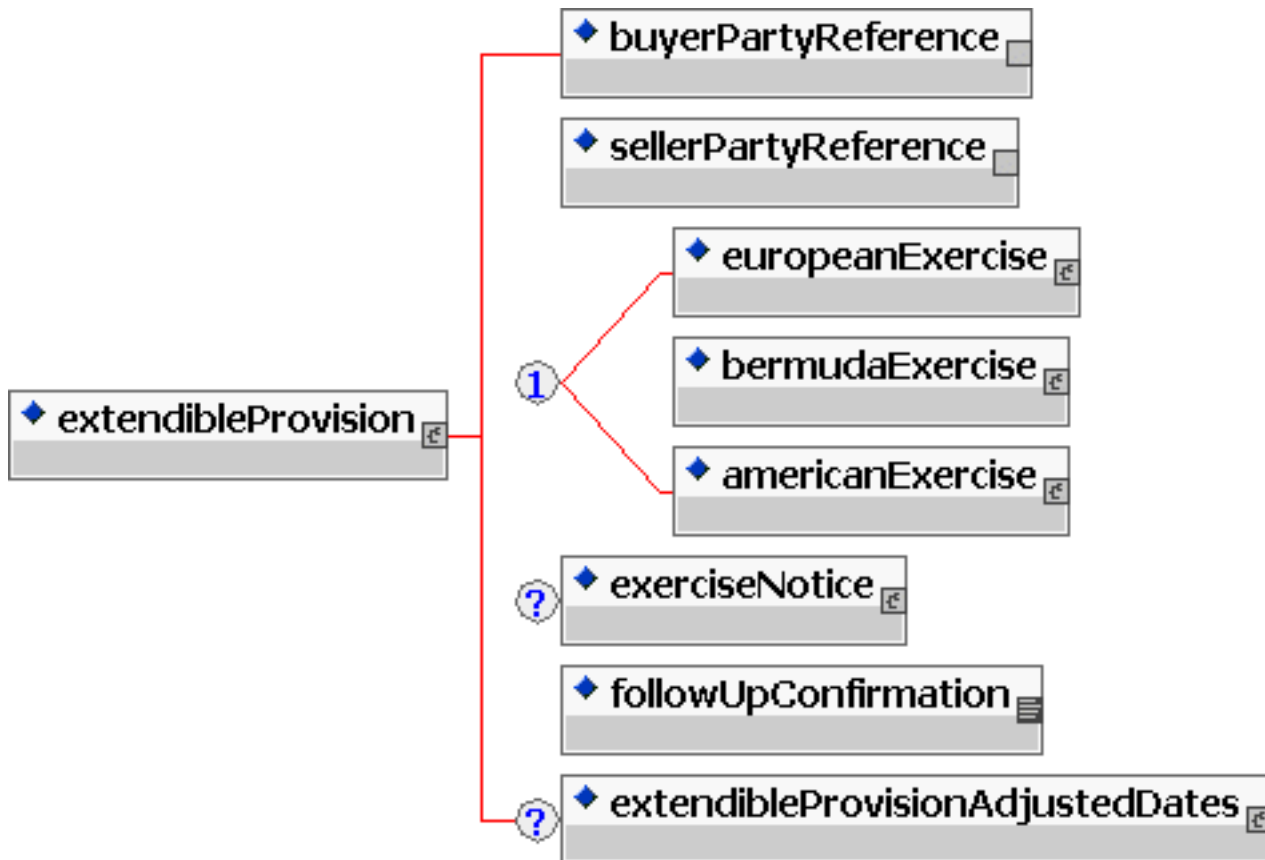 buyerPartyReference
sellerPartyReference
europeanExercise
1
bermudaExercise
extendibleProvision
americanExercise
?
exerciseNotice
followUpConfirmation
?
extendibleProvisionAdjustedDates